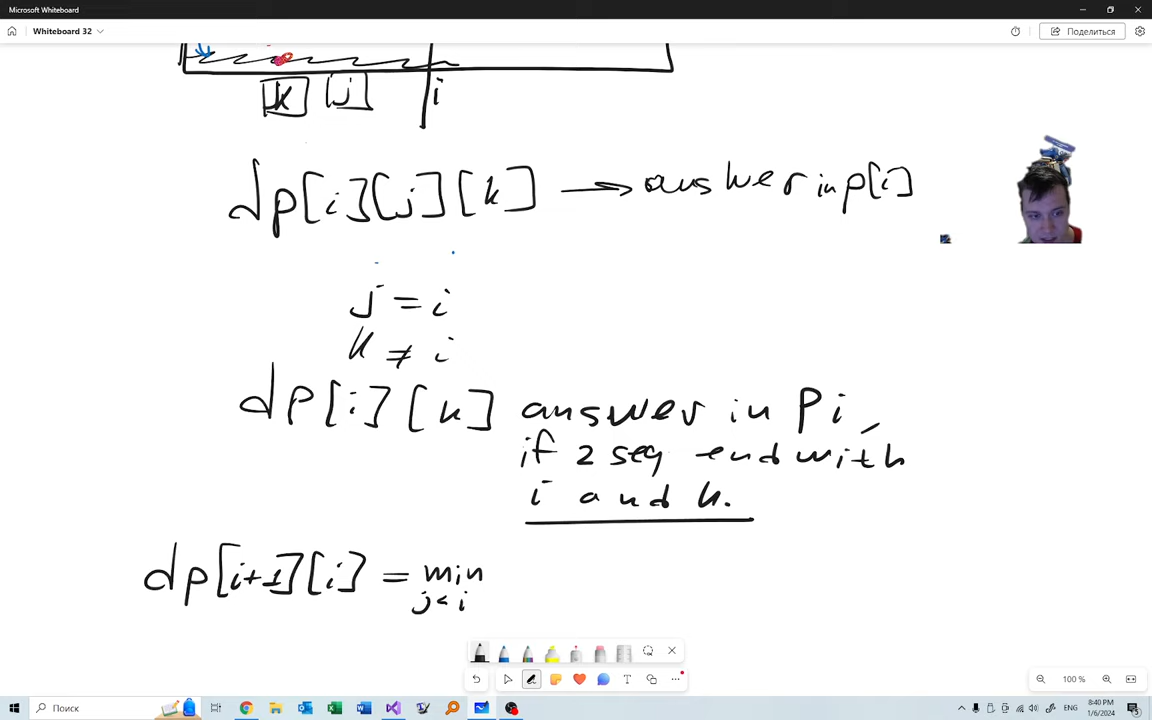 Microsoft Whiteboard
Whiteboard 32
Поделиться
k j i
dp[i][j][k] → answer in p[i]
j = i
k ≠ i
dp[i][k] answer in Pi,
if 2 seq end with
i and k.
dp[i+1][i] = min
j < i
100 %
Поиск
ENG
8:40 PM
1/6/2024